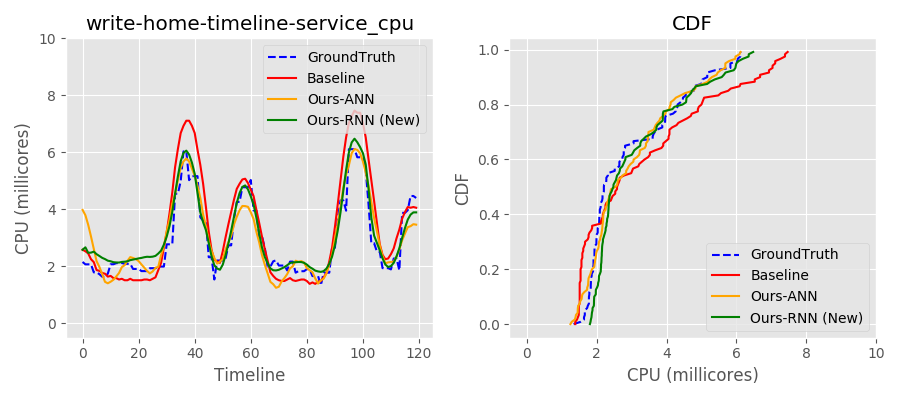 write-home-timeline-service_cpu
CPU (millicores)
10
8
6
4
2
0
0 20 40 60 80 100 120
Timeline
GroundTruth
Baseline
Ours-ANN
Ours-RNN (New)
CDF
CDF
1.0
0.8
0.6
0.4
0.2
0.0
0 2 4 6 8 10
CPU (millicores)
GroundTruth
Baseline
Ours-ANN
Ours-RNN (New)